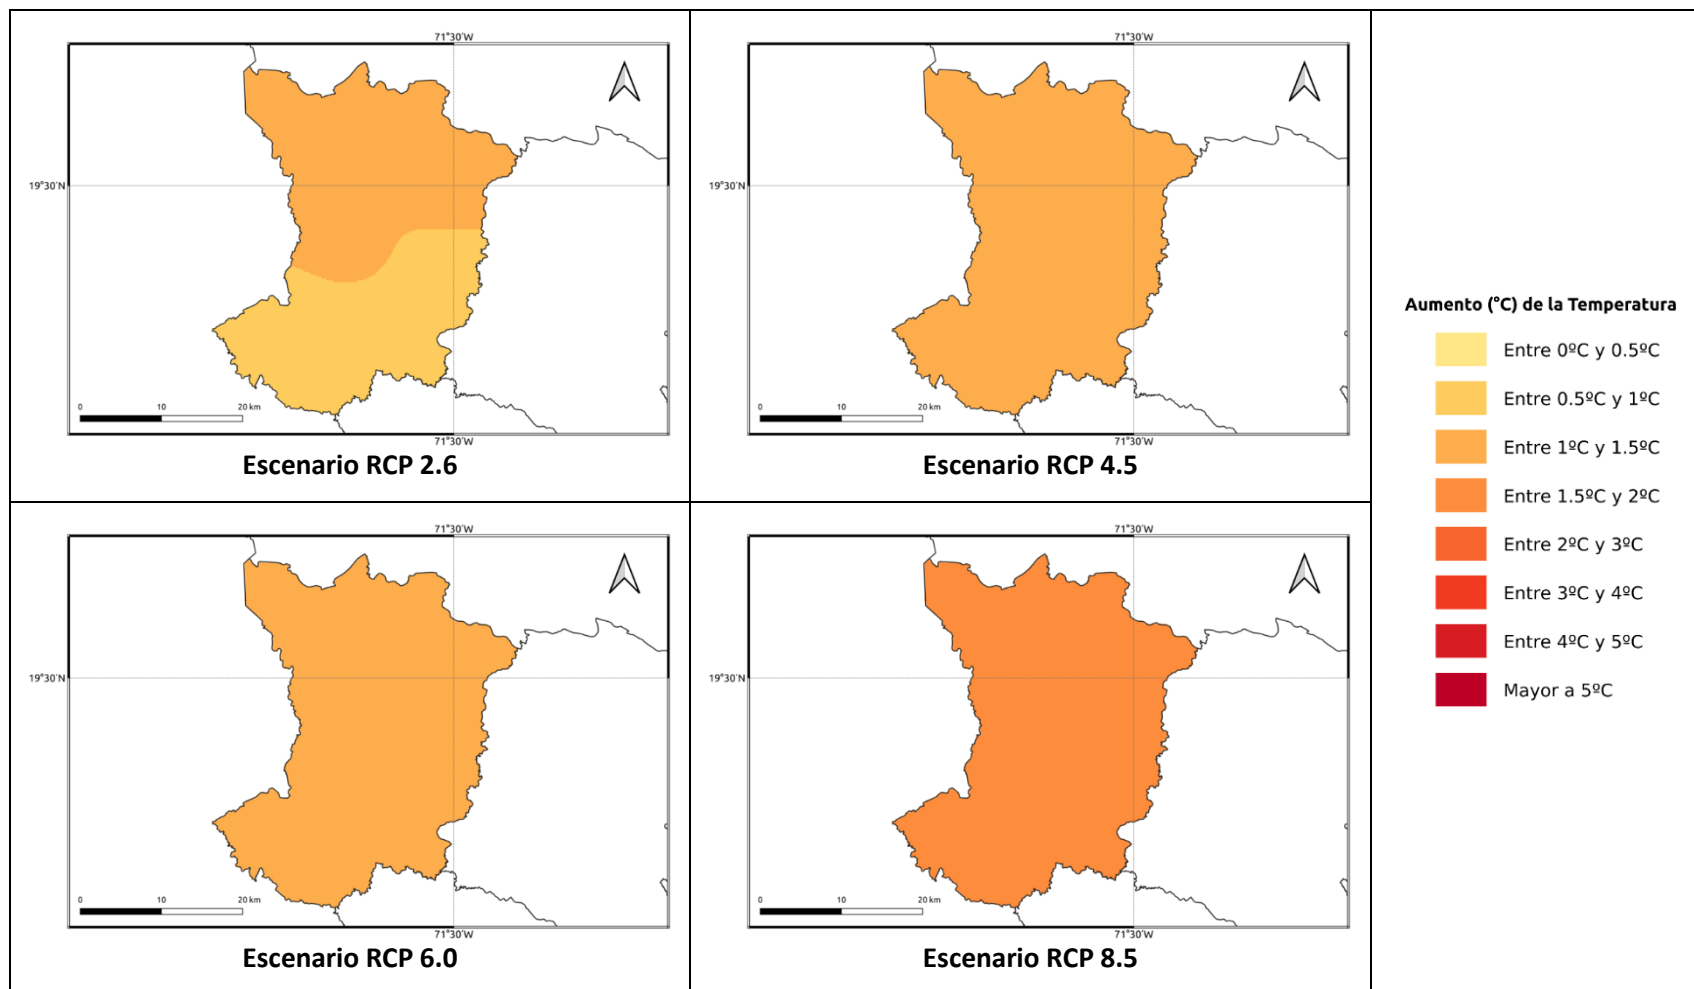 71°30'W
19°30'N
0 10 20 km
71°30'W
Escenario RCP 2.6
71°30'W
19°30'N
0 10 20 km
71°30'W
Escenario RCP 4.5
71°30'W
19°30'N
0 10 20 km
71°30'W
Escenario RCP 6.0
71°30'W
19°30'N
0 10 20 km
71°30'W
Escenario RCP 8.5
Aumento (°C) de la Temperatura
Entre 0ºC y 0.5ºC
Entre 0.5ºC y 1ºC
Entre 1ºC y 1.5ºC
Entre 1.5ºC y 2ºC
Entre 2ºC y 3ºC
Entre 3ºC y 4ºC
Entre 4ºC y 5ºC
Mayor a 5ºC